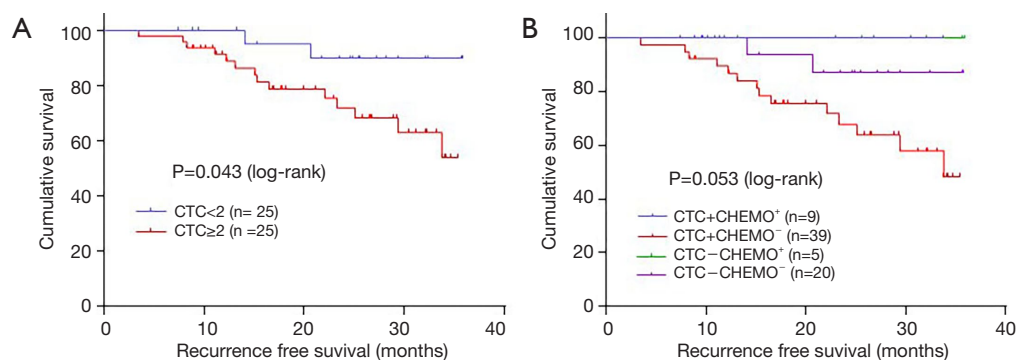 A
100
80
60
40
20
0
Cumulative survival
P=0.043 (log-rank)
CTC<2 (n= 25)
CTC≥2 (n =25)
0 10 20 30 40
Recurrence free suvival (months)
B
100
80
60
40
20
0
Cumulative survival
P=0.053 (log-rank)
CTC+CHEMO⁺ (n=9)
CTC+CHEMO⁻ (n=39)
CTC−CHEMO⁺ (n=5)
CTC−CHEMO⁻ (n=20)
0 10 20 30 40
Recurrence free suvival (months)